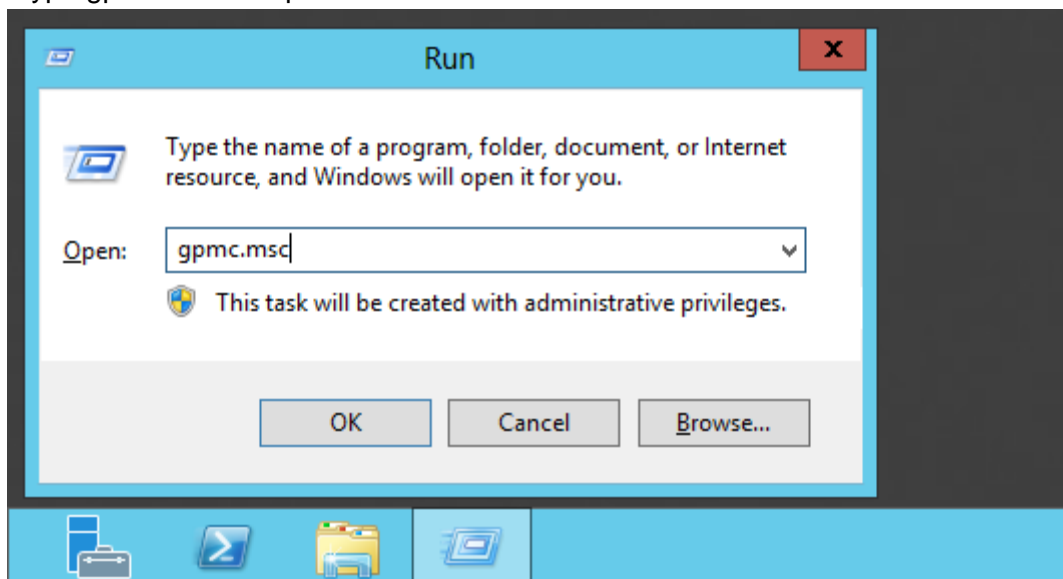 Run
Type the name of a program, folder, document, or Internet
resource, and Windows will open it for you.
Open: gpmc.msc
This task will be created with administrative privileges.
OK Cancel Browse...